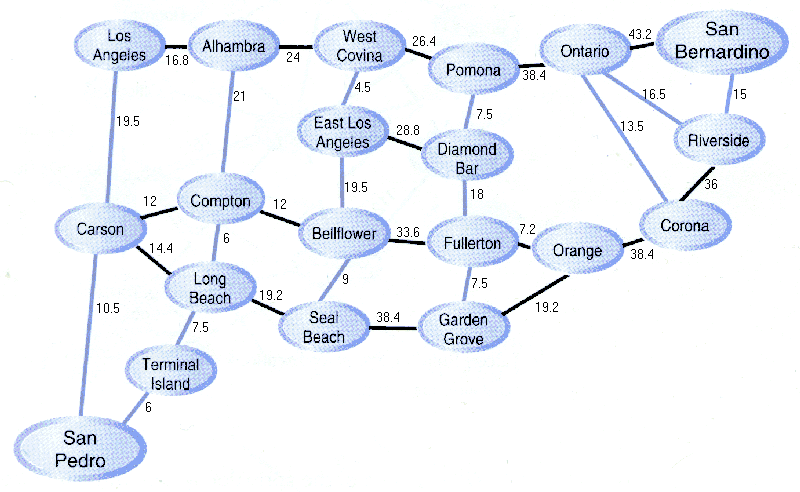 Los
Angeles
16.8
Alhambra
24
West
Covina
26.4
Pomona
38.4
Ontario
43.2
San
Bernardino
19.5
21
4.5
7.5
16.5
15
13.5
East Los
Angeles
28.8
Diamond
Bar
Riverside
36
19.5
18
Carson
12
Compton
12
Bellflower
33.6
Fullerton
7.2
Orange
38.4
Corona
14.4
6
9
7.5
19.2
10.5
Long
Beach
19.2
Seal
Beach
38.4
Garden
Grove
7.5
Terminal
Island
6
San
Pedro